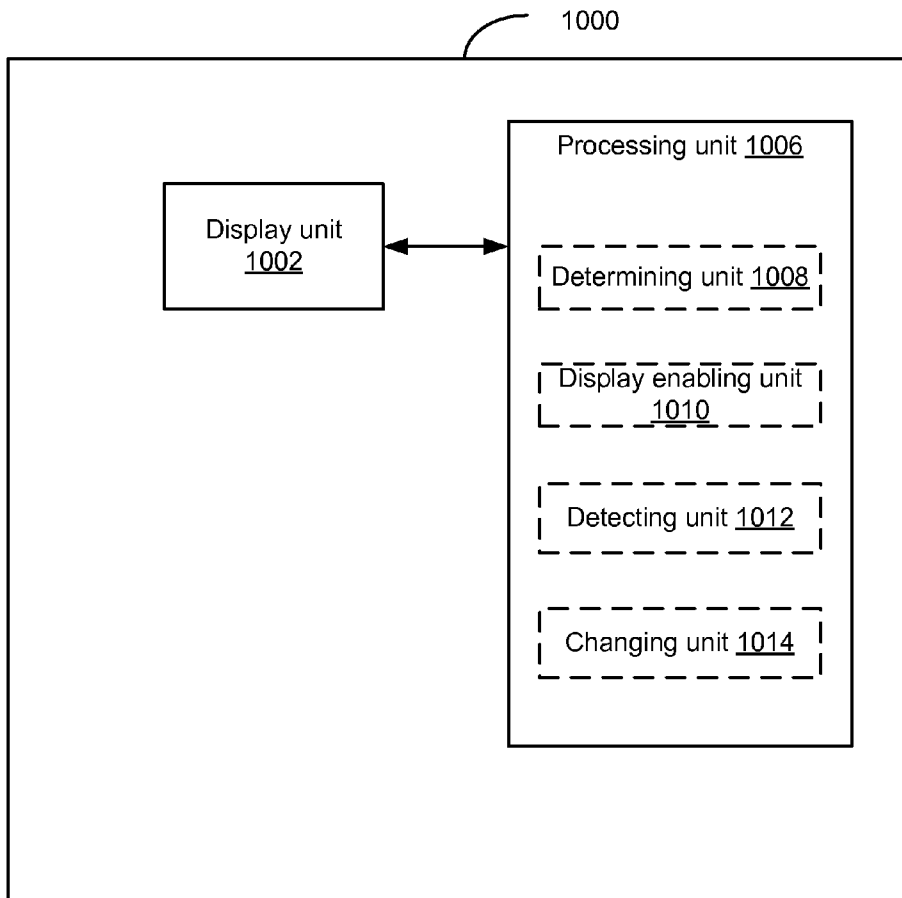 1000
Processing unit 1006
Display unit
1002
Determining unit 1008
Display enabling unit
1010
Detecting unit 1012
Changing unit 1014